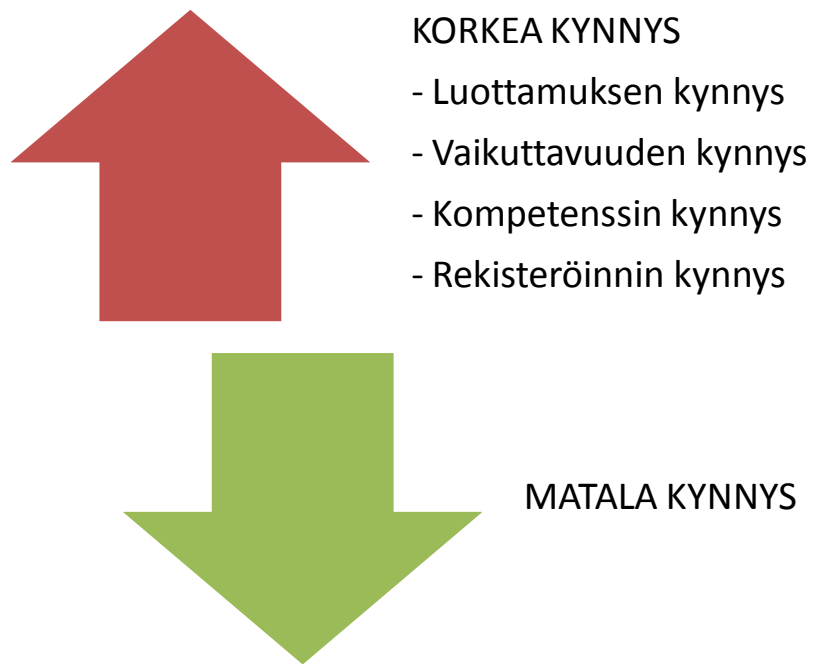 KORKEA KYNNYS
- Luottamuksen kynnys
- Vaikuttavuuden kynnys
- Kompetenssin kynnys
- Rekisteröinnin kynnys
MATALA KYNNYS